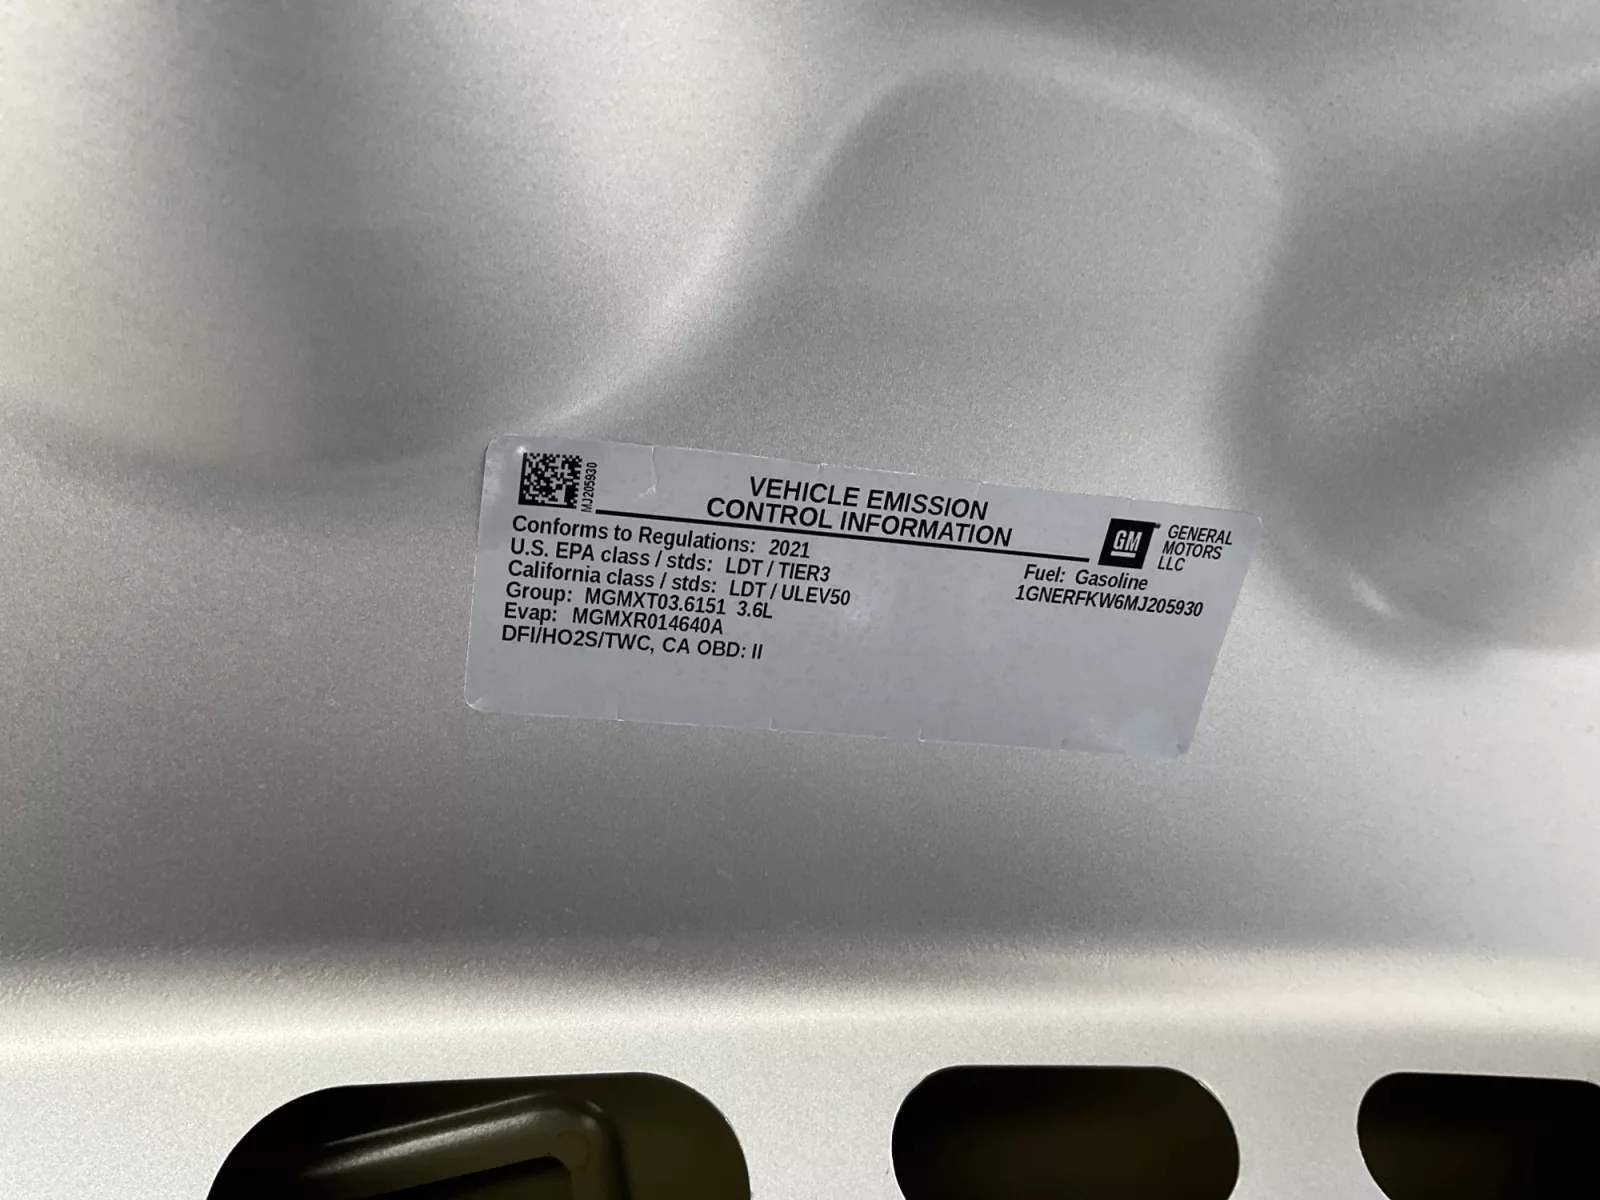 MJ205930
VEHICLE EMISSION
CONTROL INFORMATION
GM
GENERAL
MOTORS
LLC
Conforms to Regulations: 2021
U.S. EPA class / stds: LDT / TIER3
California class / stds: LDT / ULEV50
Group: MGMXT03.6151 3.6L
Evap: MGMXR014640A
DFI/HO2S/TWC, CA OBD: II
Fuel: Gasoline
1GNERFKW6MJ205930